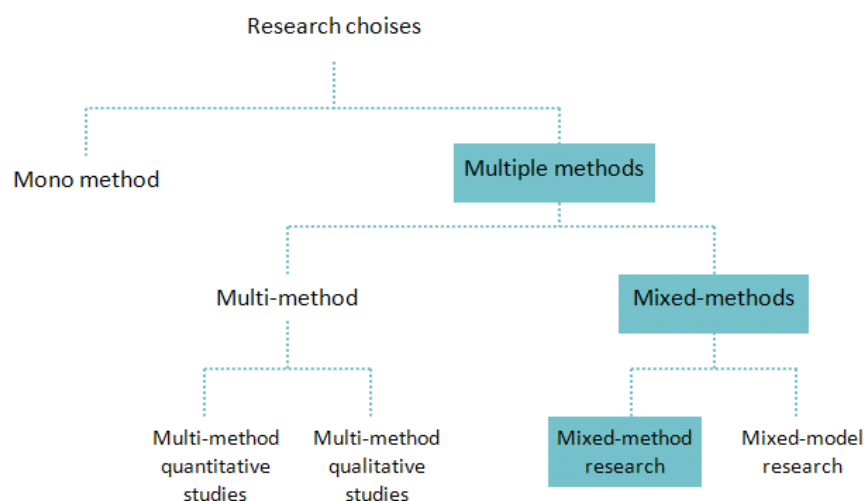 Research choises
Mono method
Multiple methods
Multi-method
Mixed-methods
Multi-method
quantitative
studies
Multi-method
qualitative
studies
Mixed-method
research
Mixed-model
research